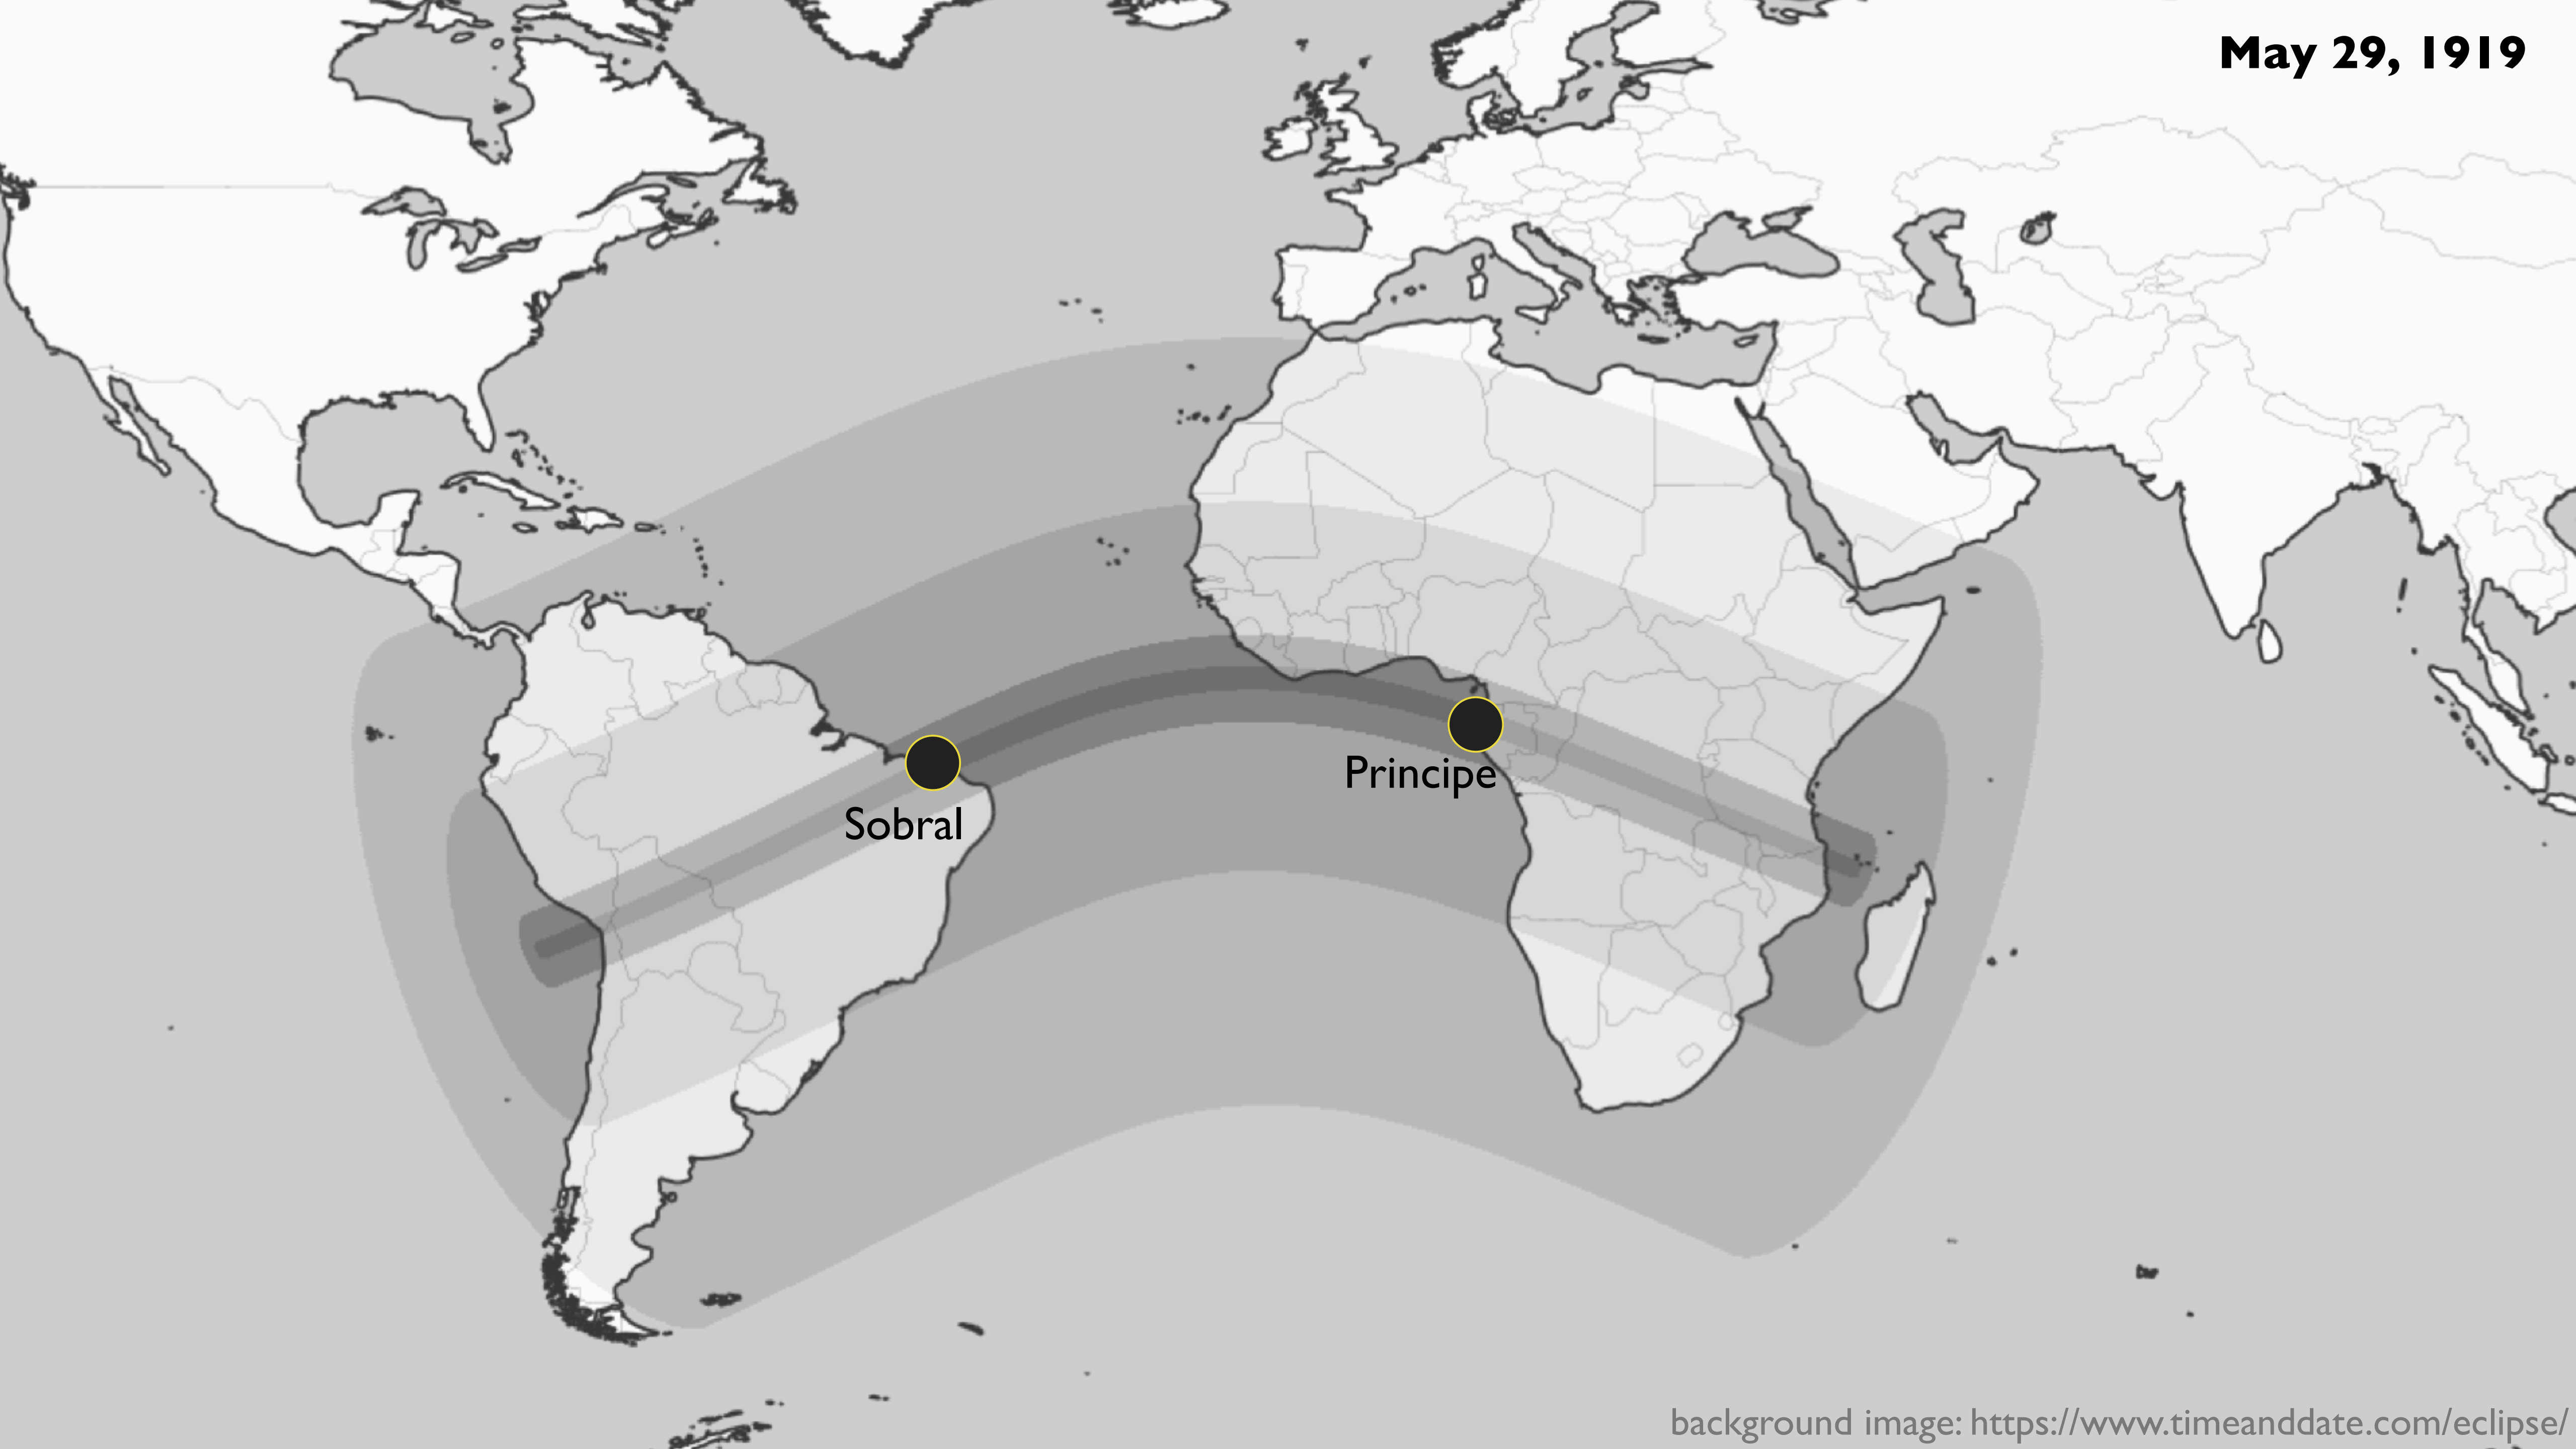 May 29, 1919
Principe
Sobral
background image: https://www.timeanddate.com/eclipse/